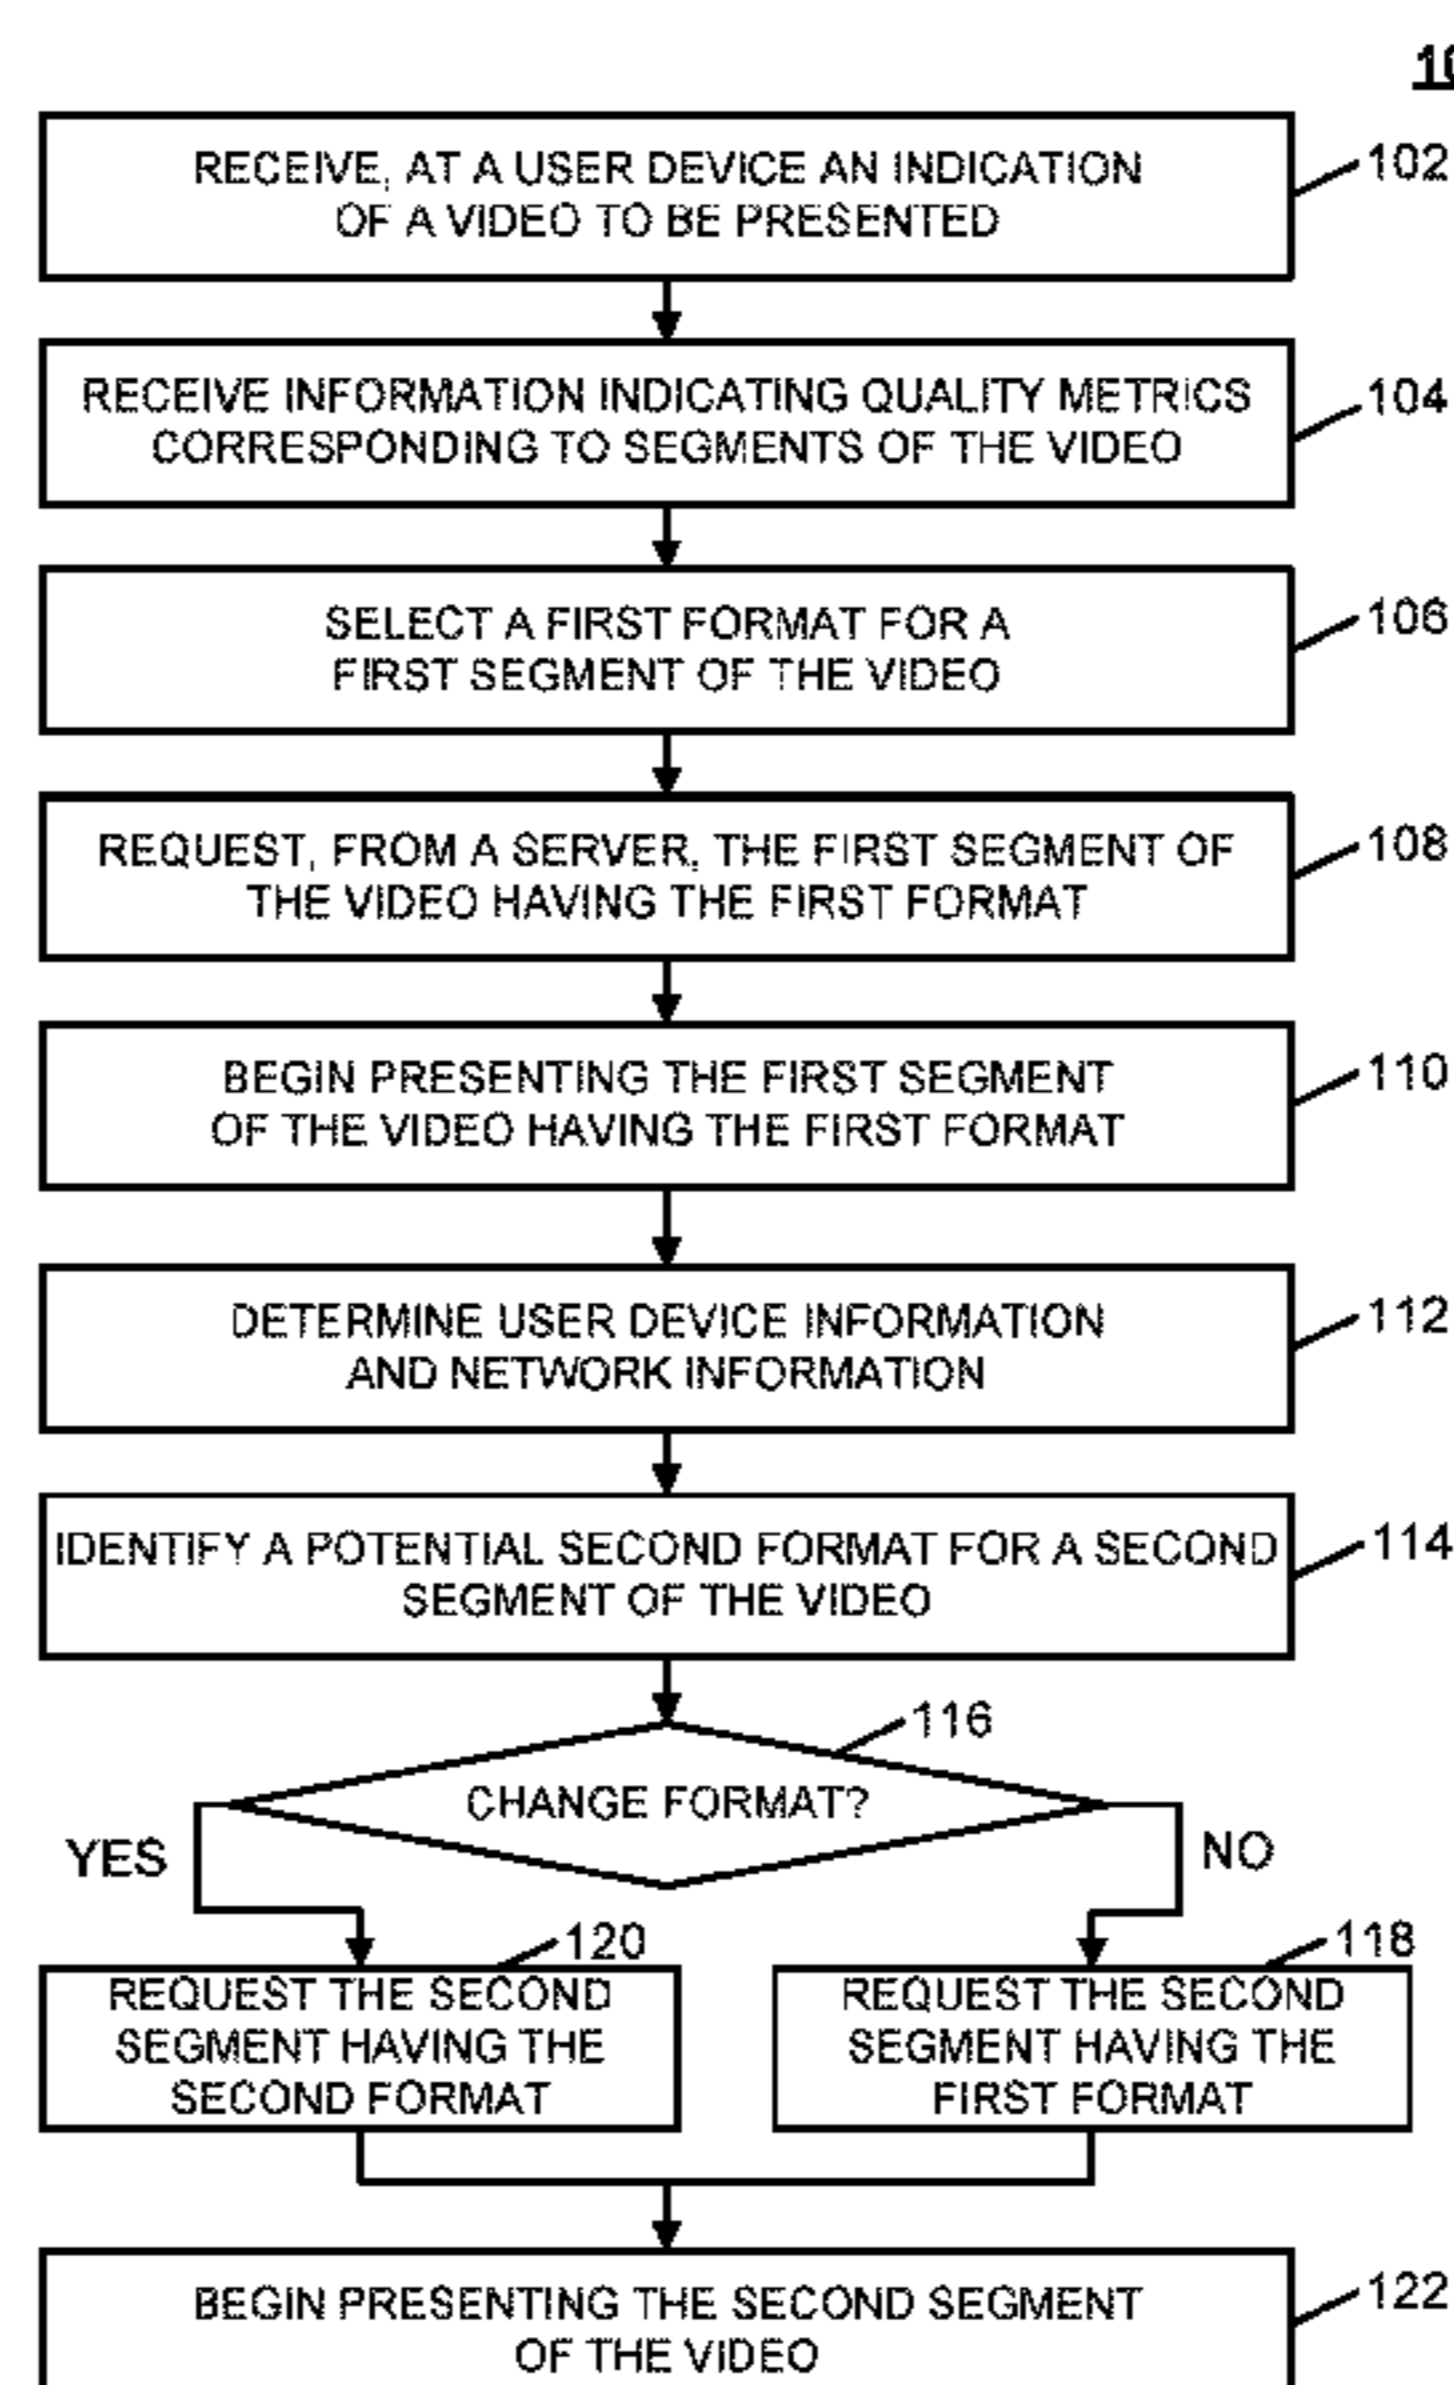 10
RECEIVE, AT A USER DEVICE AN INDICATION
OF A VIDEO TO BE PRESENTED
102
RECEIVE INFORMATION INDICATING QUALITY METRICS
CORRESPONDING TO SEGMENTS OF THE VIDEO
104
SELECT A FIRST FORMAT FOR A
FIRST SEGMENT OF THE VIDEO
106
REQUEST, FROM A SERVER, THE FIRST SEGMENT OF
THE VIDEO HAVING THE FIRST FORMAT
108
BEGIN PRESENTING THE FIRST SEGMENT
OF THE VIDEO HAVING THE FIRST FORMAT
110
DETERMINE USER DEVICE INFORMATION
AND NETWORK INFORMATION
112
IDENTIFY A POTENTIAL SECOND FORMAT FOR A SECOND
SEGMENT OF THE VIDEO
114
116
CHANGE FORMAT?
YES
NO
120
REQUEST THE SECOND
SEGMENT HAVING THE
SECOND FORMAT
118
REQUEST THE SECOND
SEGMENT HAVING THE
FIRST FORMAT
BEGIN PRESENTING THE SECOND SEGMENT
OF THE VIDEO
122